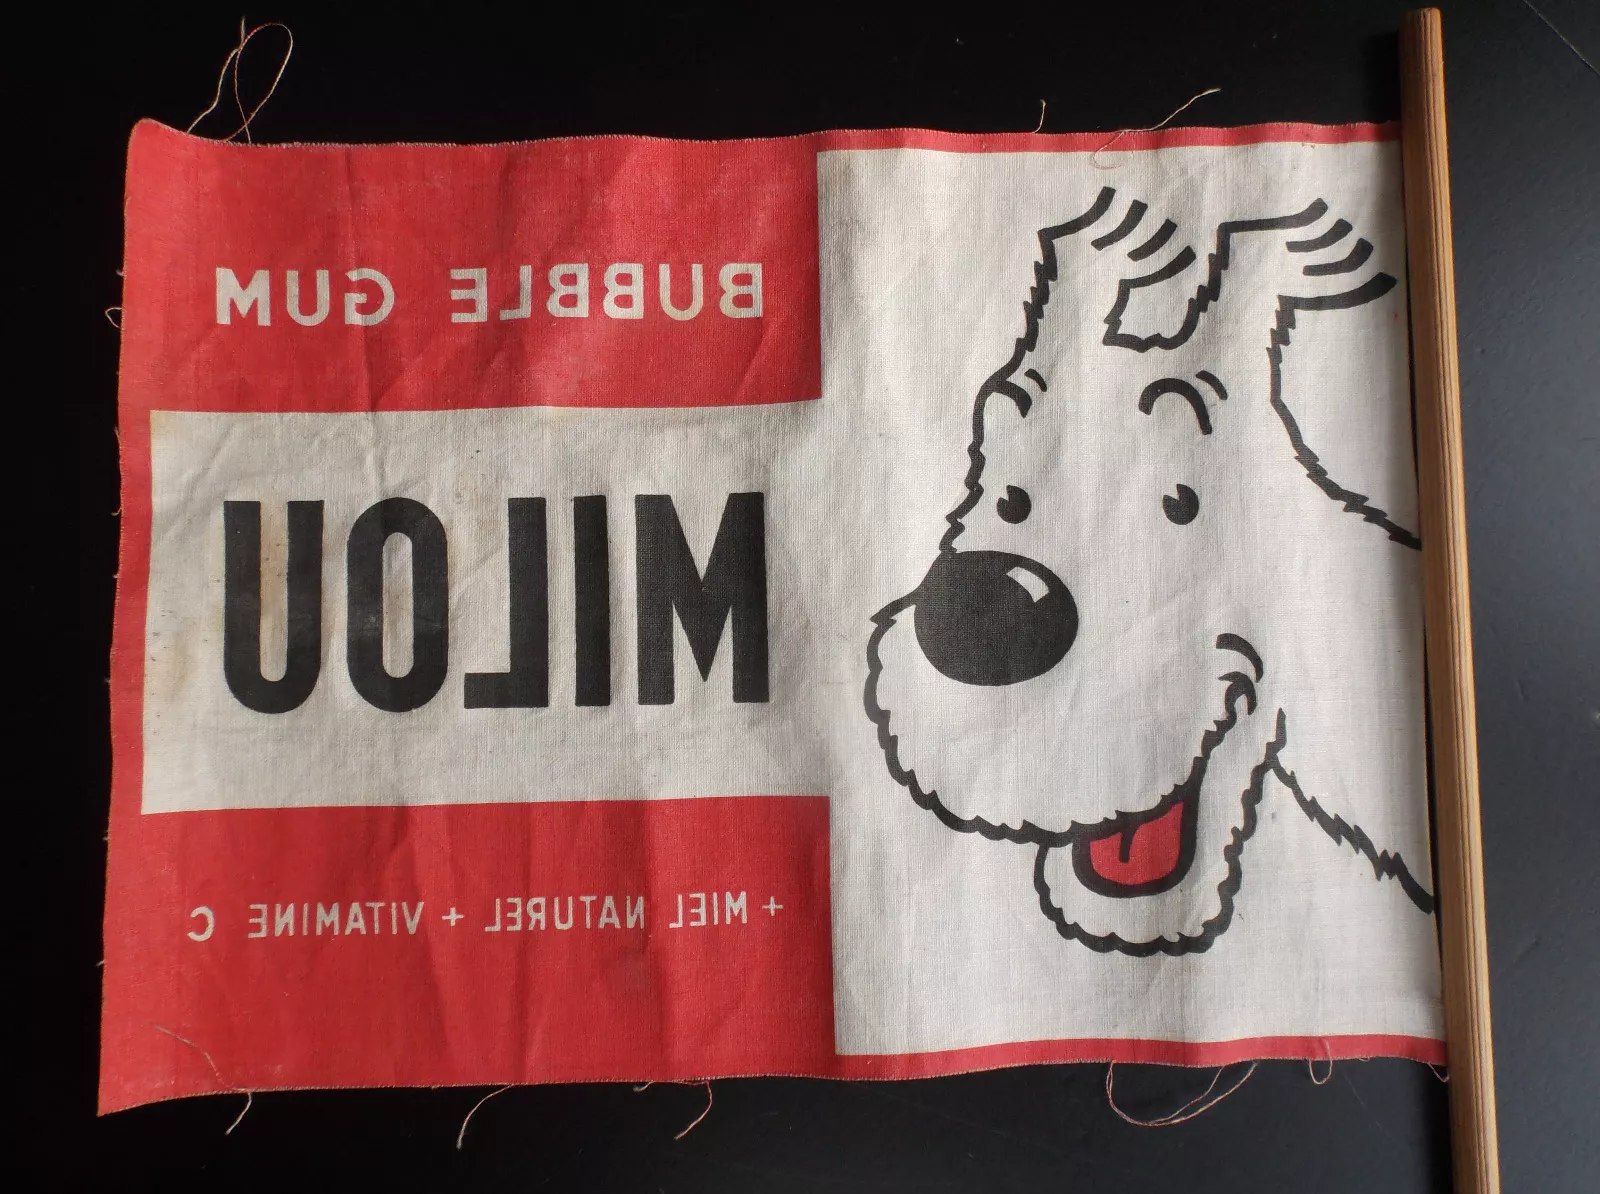 BUBBLE GUM
MILOU
+ MIEL NATUREL + VITAMINE C